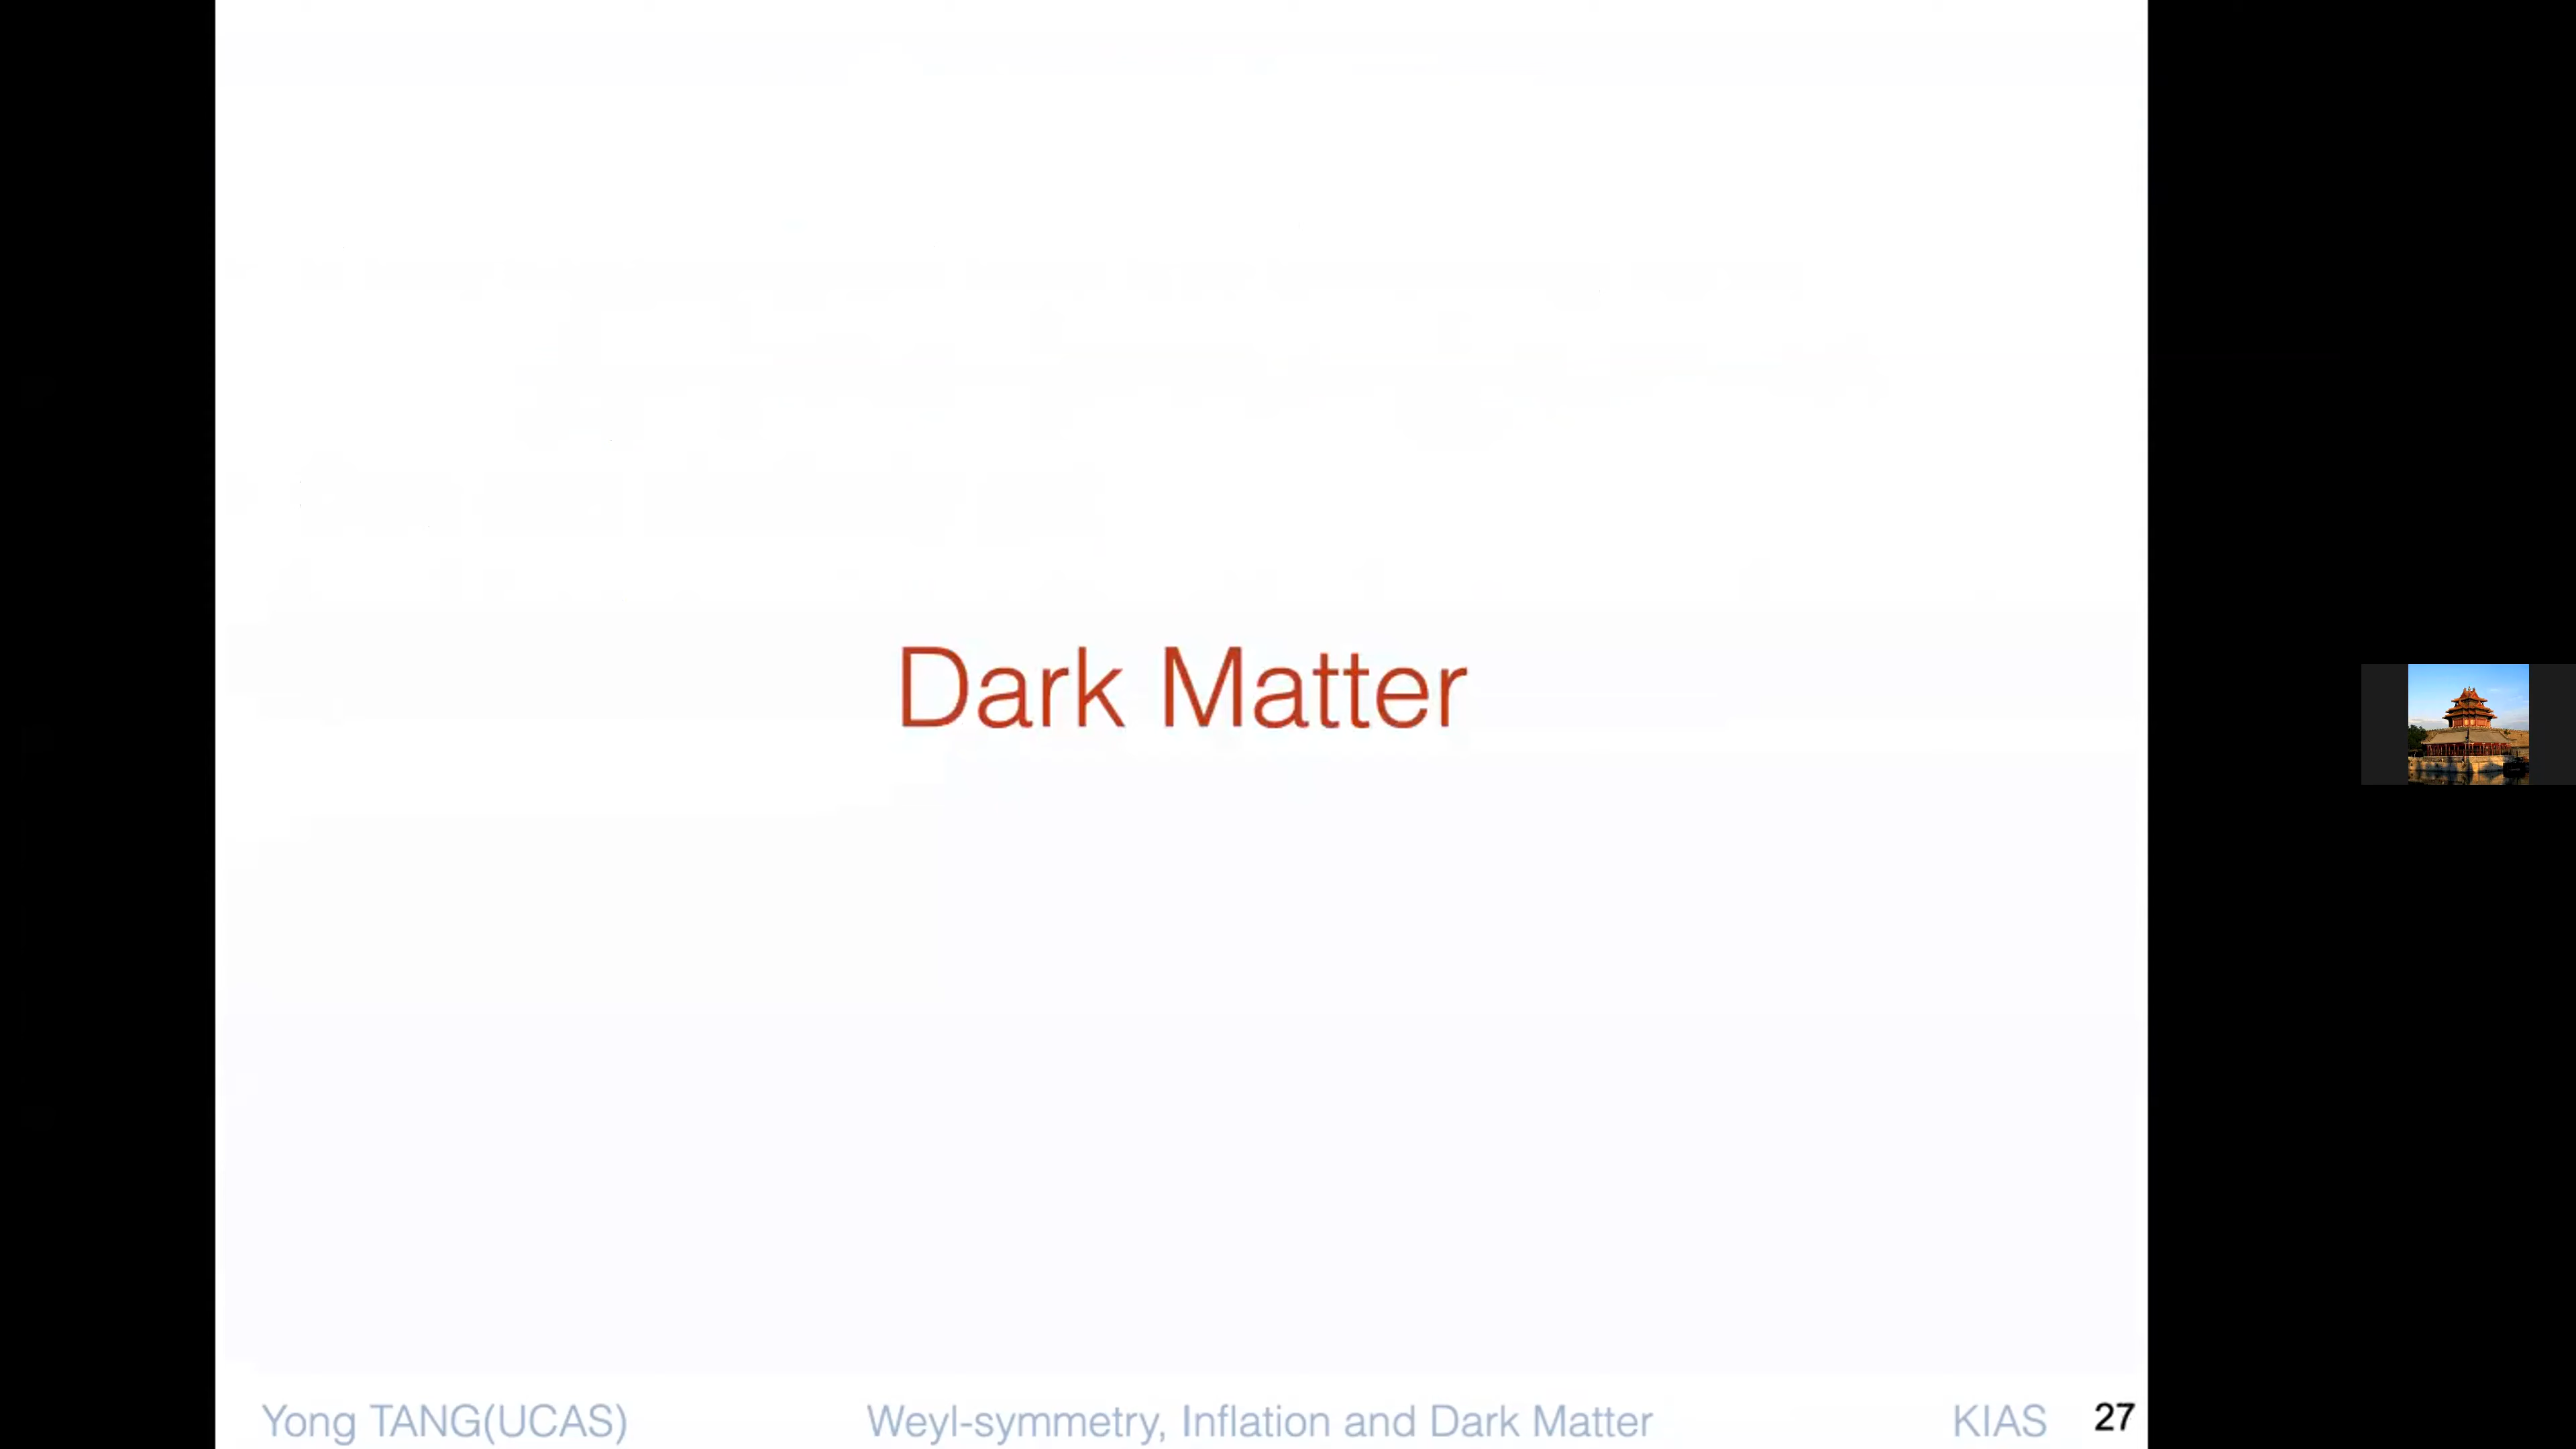 Dark Matter
Yong TANG(UCAS)
Weyl-symmetry, Inflation and Dark Matter
KIAS
27